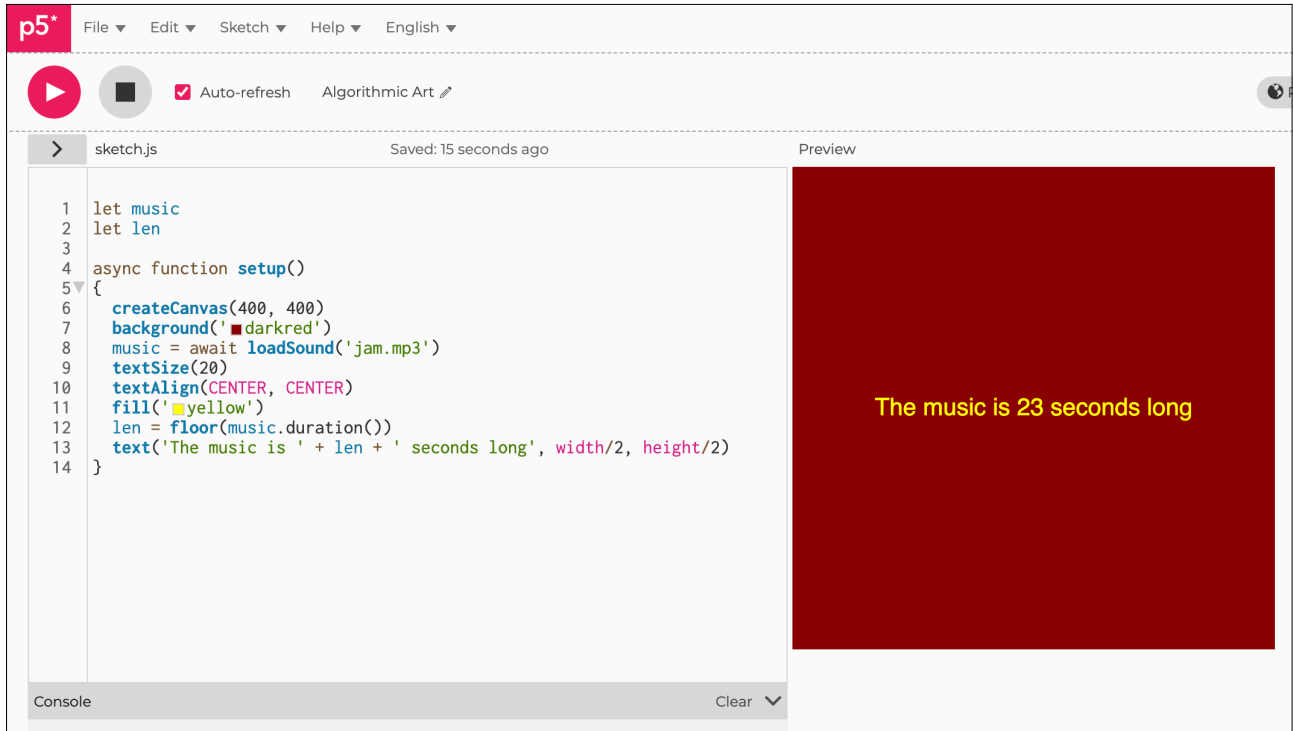 p5* File Edit Sketch Help English
Auto-refresh Algorithmic Art
> sketch.js Saved: 15 seconds ago Preview
1 let music
2 let len
3
4 async function setup()
5 {
6 createCanvas(400, 400)
7 background('darkred')
8 music = await loadSound('jam.mp3')
9 textSize(20)
10 textAlign(CENTER, CENTER)
11 fill('yellow')
12 len = floor(music.duration())
13 text('The music is ' + len + ' seconds long', width/2, height/2)
14 }
The music is 23 seconds long
Console Clear